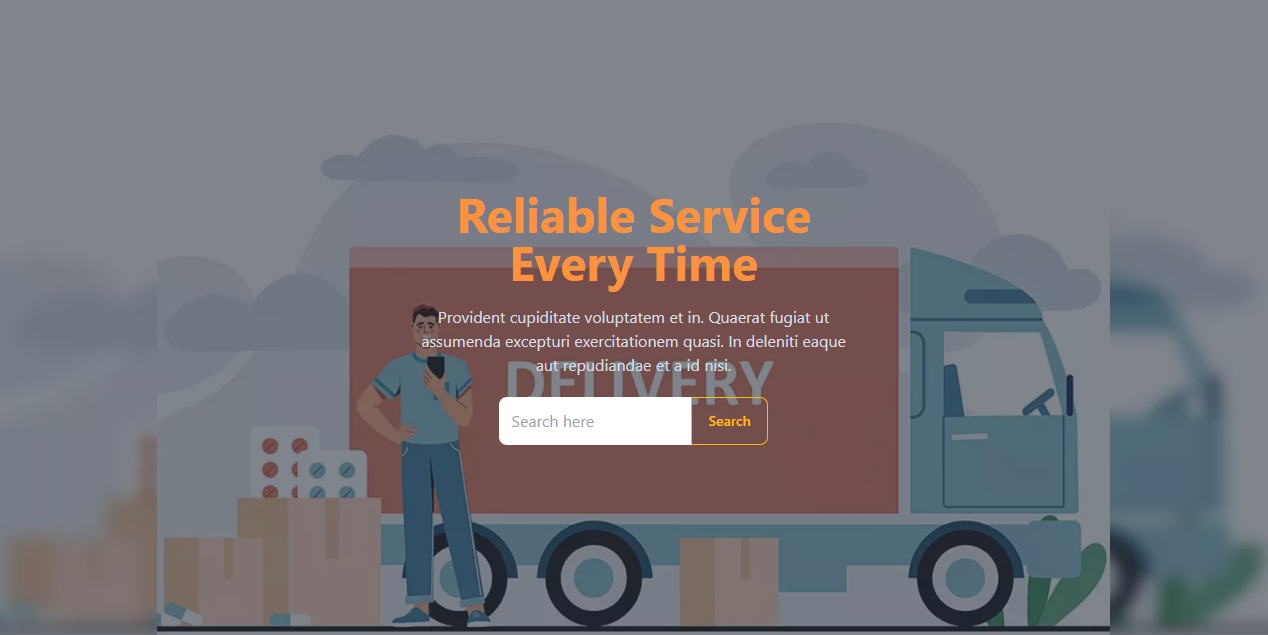 Reliable Service
Every Time
Provident cupiditate voluptatem et in. Quaerat fugiat ut
assumenda excepturi exercitationem quasi. In deleniti eaque
aut repudiandae et a id nisi.
DELIVERY
Search here
Search